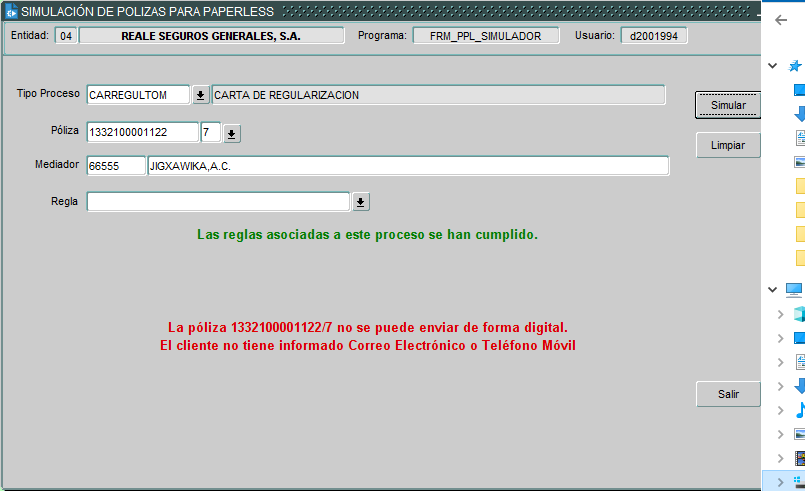 SIMULACIÓN DE POLIZAS PARA PAPERLESS
Entidad: 04 REALE SEGUROS GENERALES, S.A. Programa: FRM_PPL_SIMULADOR Usuario: d2001994
Tipo Proceso CARREGULTOM CARTA DE REGULARIZACION
Simular
Póliza 1332100001122 7
Limpiar
Mediador 66555 JIGXAWIKA,A.C.
Regla
Las reglas asociadas a este proceso se han cumplido.
La póliza 1332100001122/7 no se puede enviar de forma digital.
El cliente no tiene informado Correo Electrónico o Teléfono Móvil
Salir